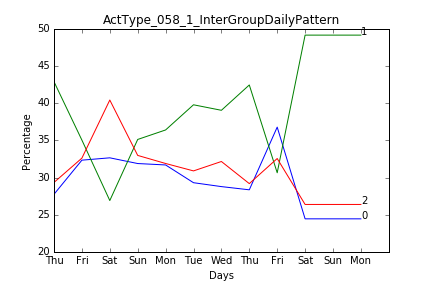 ActType_058_1_InterGroupDailyPattern
50
45
40
35
30
25
20
Percentage
1
2
0
Thu Fri Sat Sun Mon Tue Wed Thu Fri Sat Sun Mon
Days